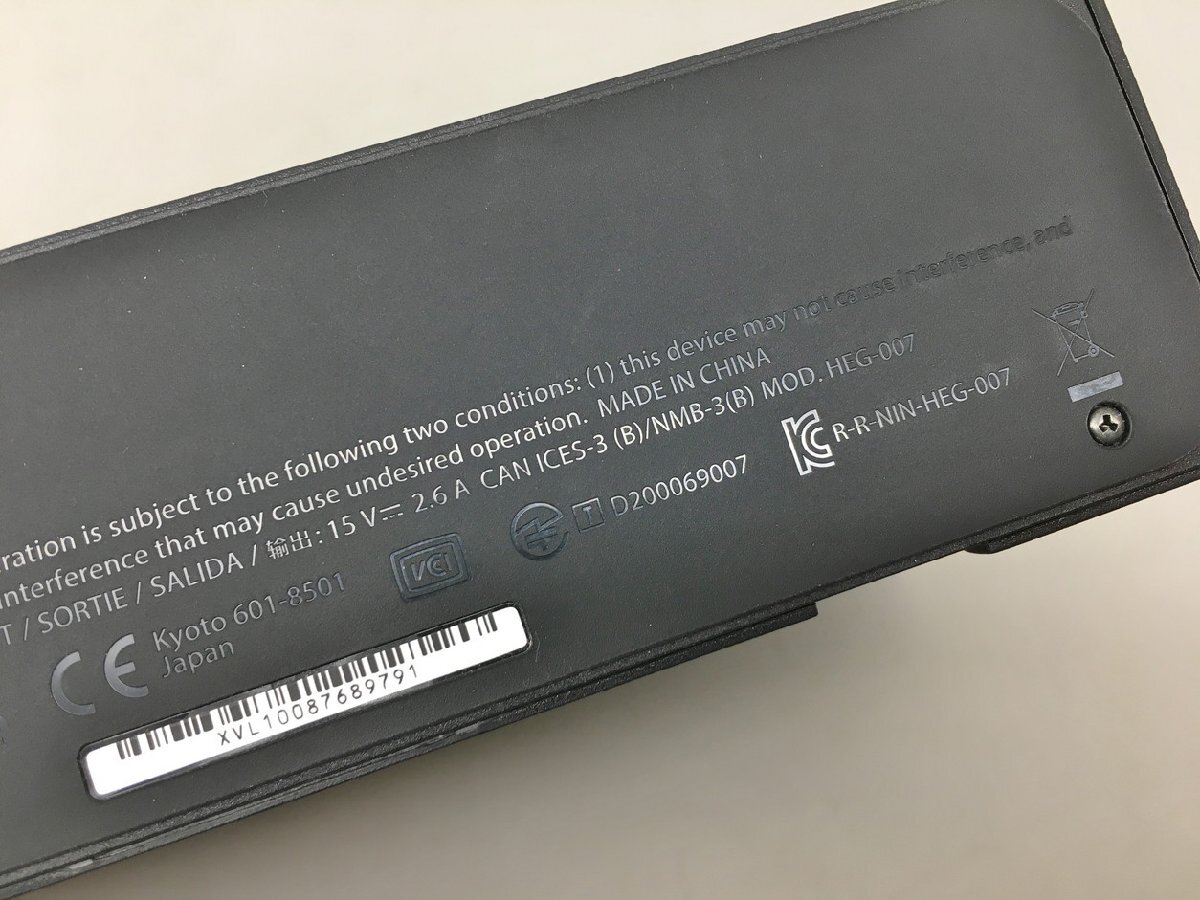 ration is subject to the following two conditions: (1) this device may not cause interference, and
interference that may cause undesired operation. MADE IN CHINA
T / SORTIE / SALIDA / 输出: 15 V⎓ 2.6 A CAN ICES-3 (B)/NMB-3(B) MOD. HEG-007
CE Kyoto 601-8501 VCI T D200069007 KC R-R-NIN-HEG-007
Japan
XVL10087689791